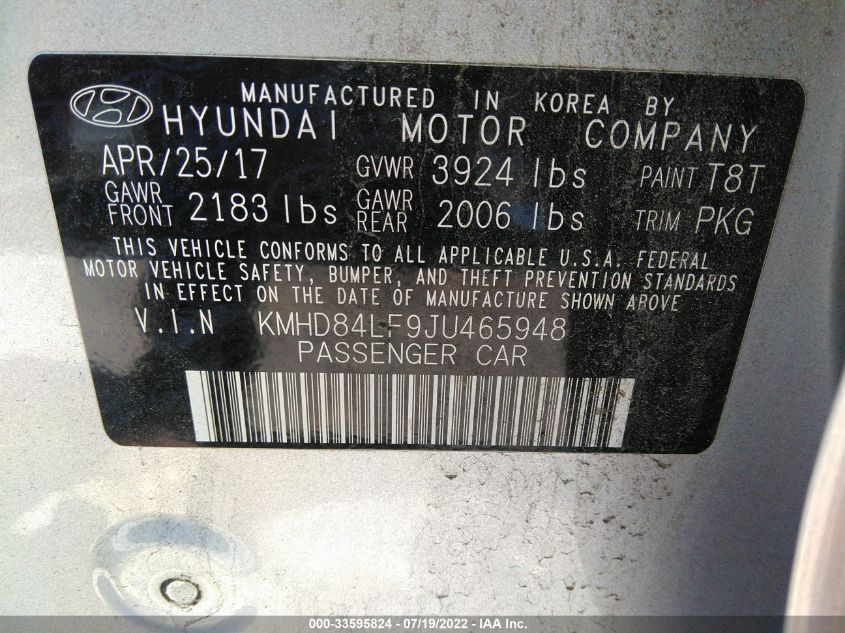 MANUFACTURED IN KOREA BY
HYUNDAI MOTOR COMPANY
APR/25/17 GVWR 3924 lbs PAINT T8T
GAWR FRONT 2183 lbs GAWR REAR 2006 lbs TRIM PKG
THIS VEHICLE CONFORMS TO ALL APPLICABLE U.S.A. FEDERAL
MOTOR VEHICLE SAFETY, BUMPER, AND THEFT PREVENTION STANDARDS
IN EFFECT ON THE DATE OF MANUFACTURE SHOWN ABOVE
V.I.N KMHD84LF9JU465948
PASSENGER CAR
000-33595824 - 07/19/2022 - IAA Inc.